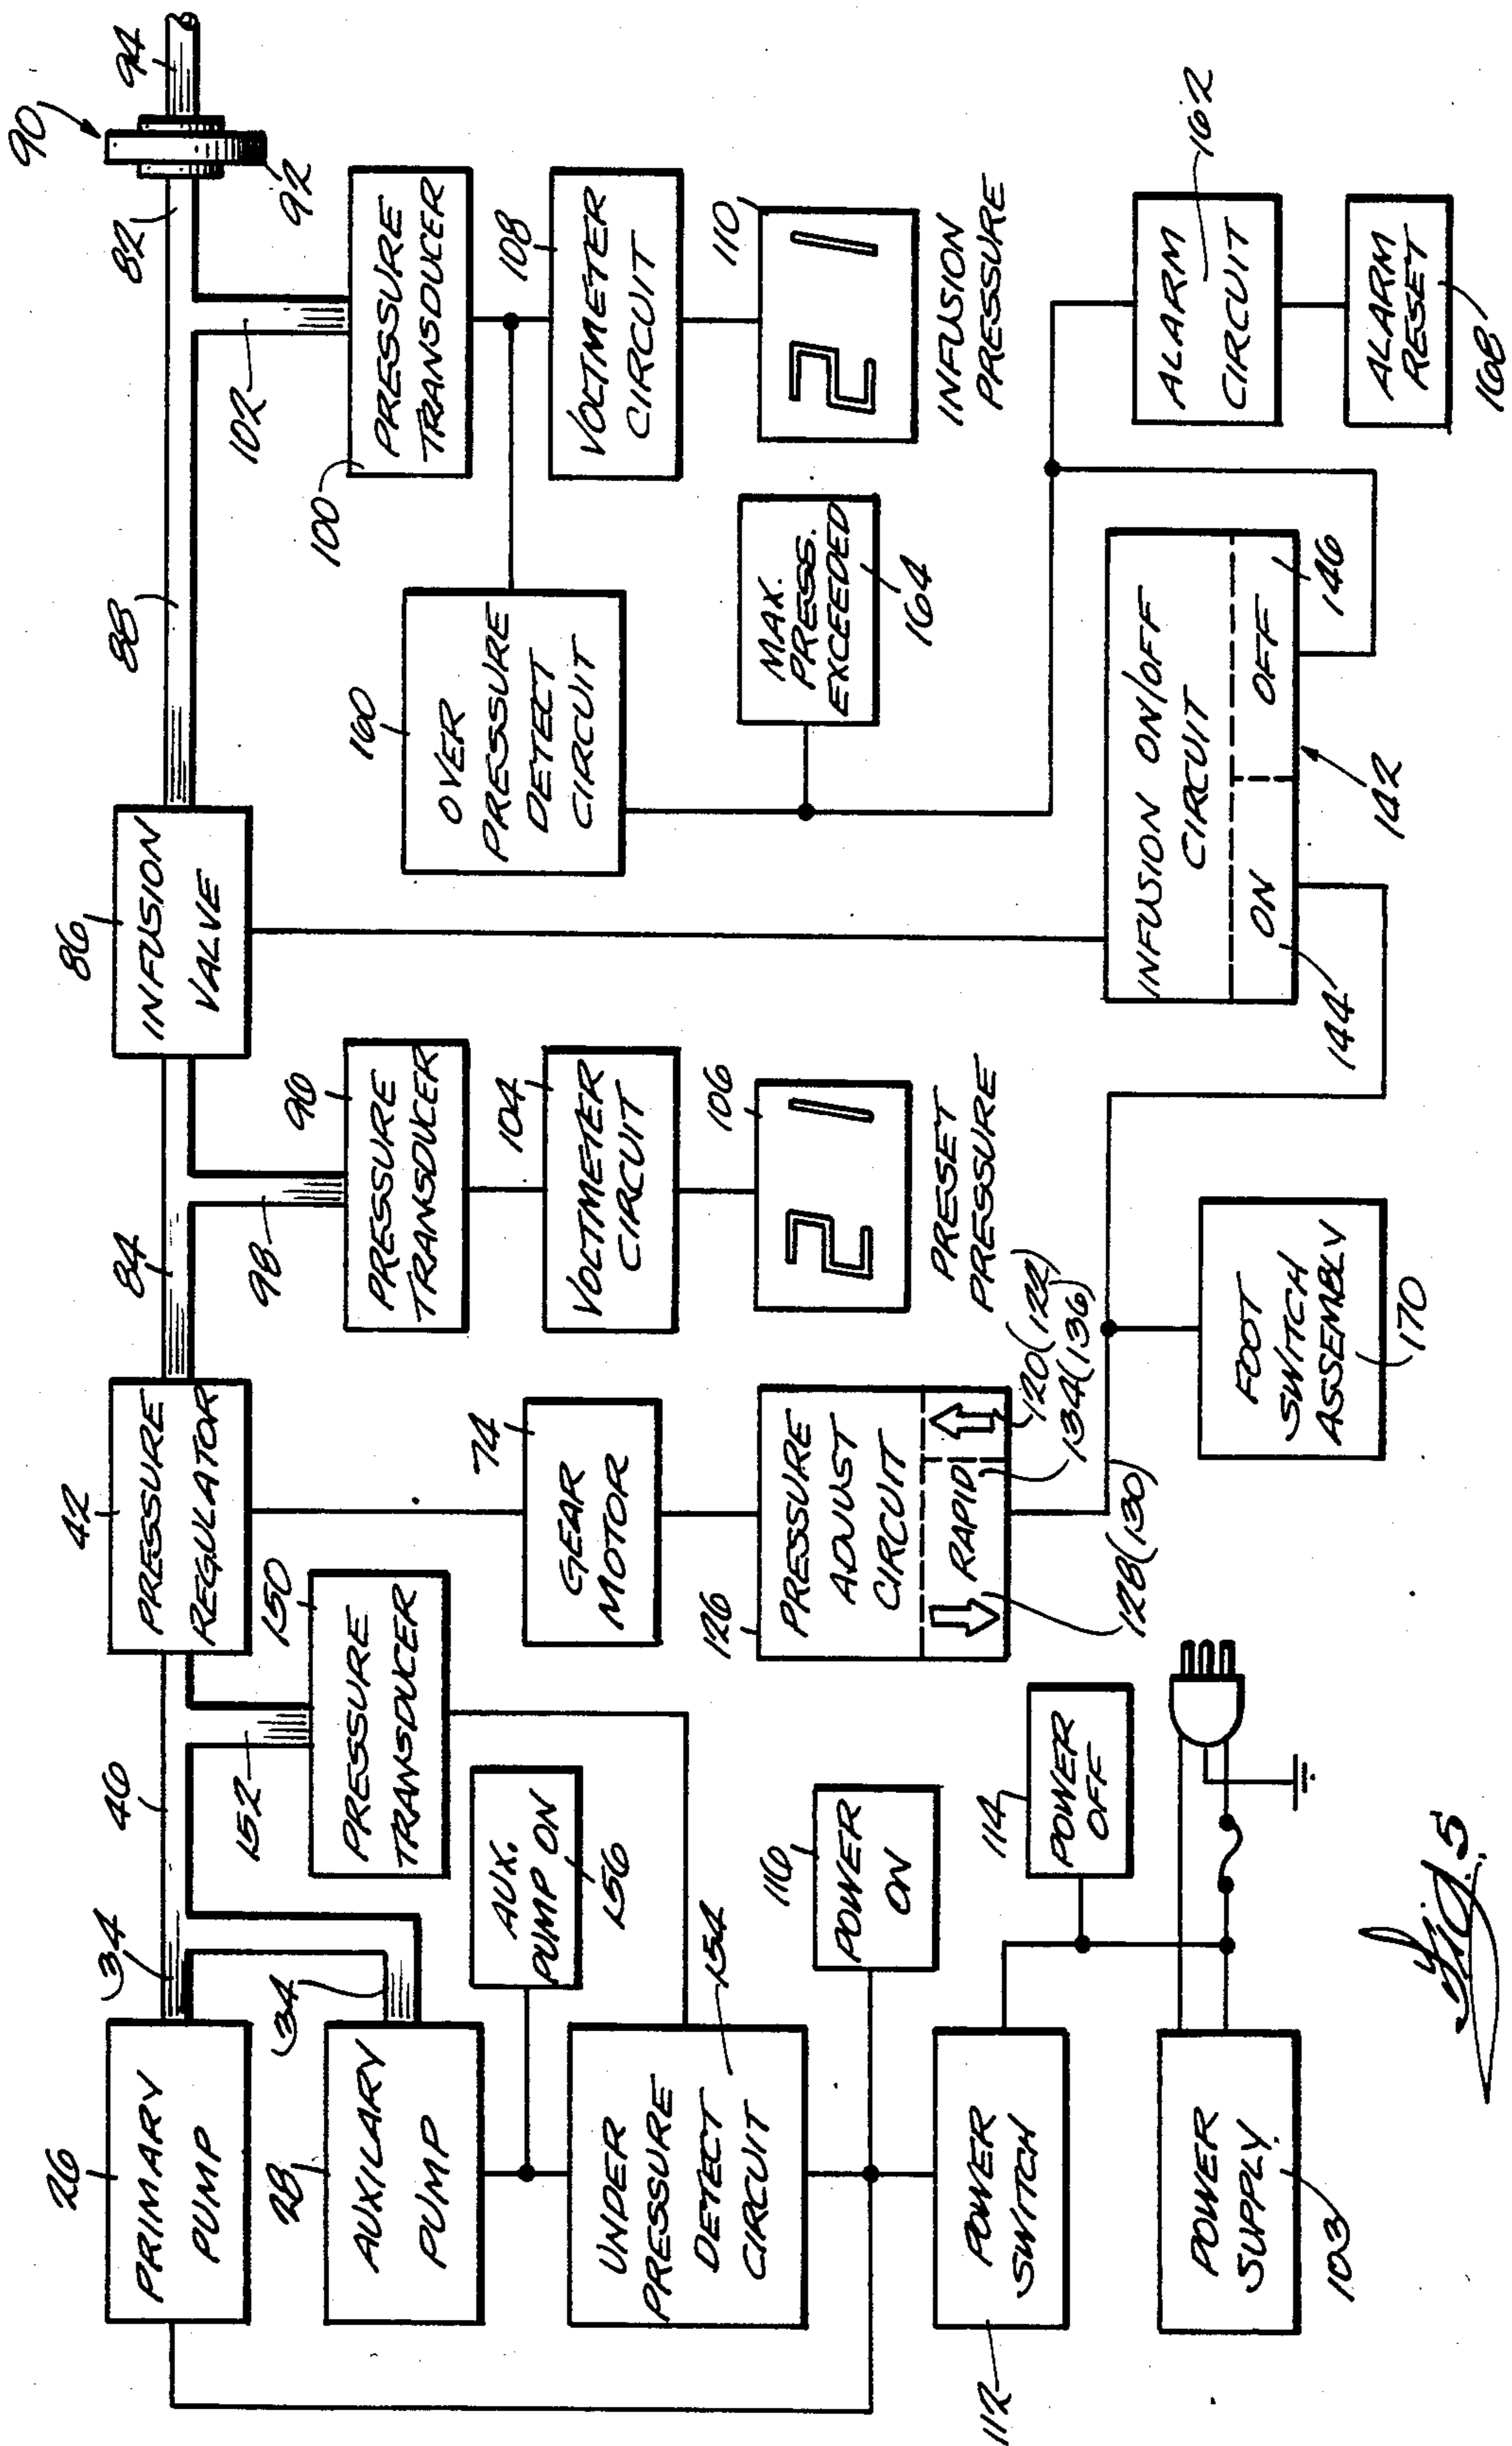 26
PRIMARY
PUMP
34
46
42
PRESSURE
REGULATOR
84
86
INFUSION
VALVE
88
82
90
94
92
28
AUXILARY
PUMP
34
152
150
PRESSURE
TRANSDUCER
98
96
PRESSURE
TRANSDUCER
102
100
PRESSURE
TRANSDUCER
AUX.
PUMP ON
156
74
GEAR
MOTOR
104
VOLTMETER
CIRCUIT
160
OVER
PRESSURE
DETECT
CIRCUIT
108
VOLTMETER
CIRCUIT
UNDER
PRESSURE
DETECT
CIRCUIT
154
126
PRESSURE
ADJUST
CIRCUIT
RAPID
120(122)
134(136)
128(130)
106
21
PRESET
PRESSURE
MAX.
PRESS.
EXCEEDED
164
110
21
INFUSION
PRESSURE
116
POWER
ON
112
POWER
SWITCH
114
POWER
OFF
INFUSION ON/OFF
CIRCUIT
ON
OFF
144
146
142
ALARM
CIRCUIT
162
POWER
SUPPLY.
103
FOOT
SWITCH
ASSEMBLY
170
ALARM
RESET
168
Fig. 5